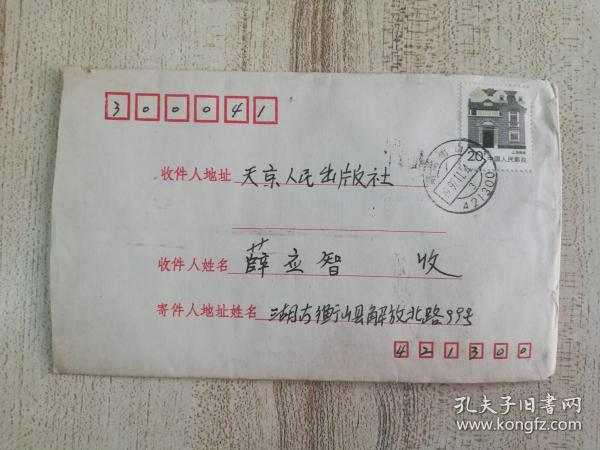 300041
20
中国人民邮政
421300
收件人地址 天京人民出版社
收件人姓名 薛应智 收
寄件人地址姓名 湖南衡山县解放北路99号
421300
孔夫子旧书网
www.kongfz.com